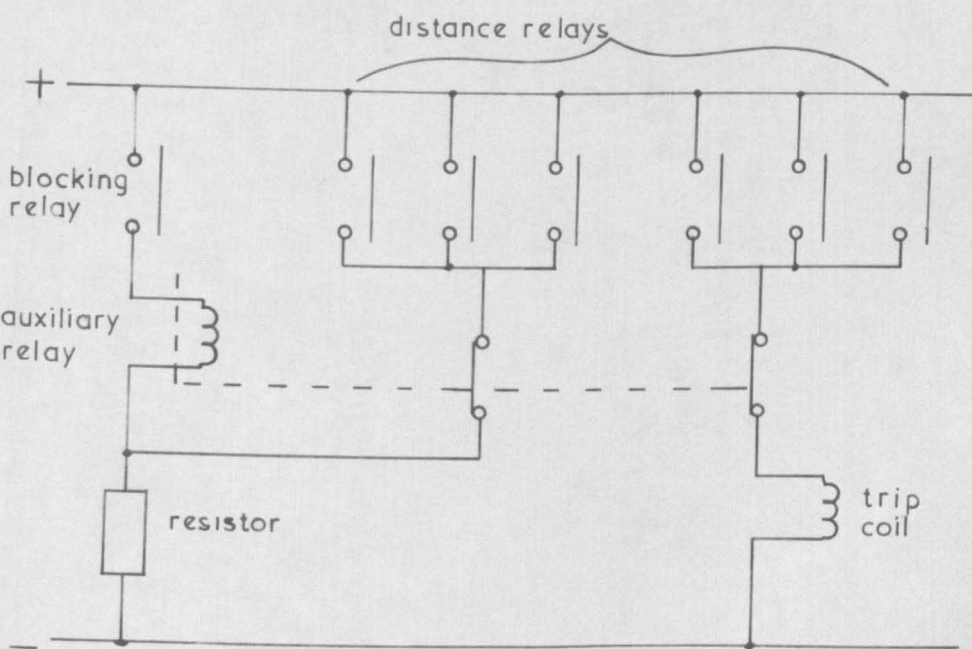 distance relays
+
blocking
relay
auxiliary
relay
resistor
trip
coil
-